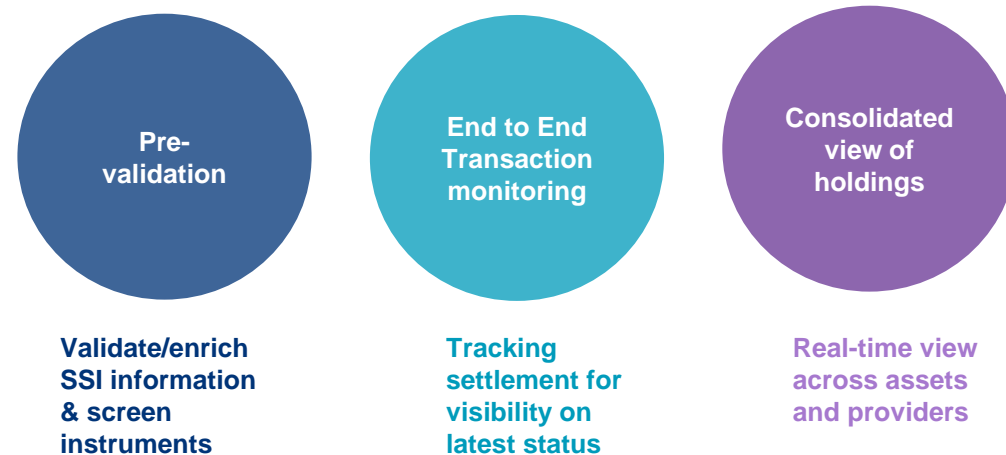 Pre-
validation
End to End
Transaction
monitoring
Consolidated
view of
holdings
Validate/enrich
SSI information
& screen
instruments
Tracking
settlement for
visibility on
latest status
Real-time view
across assets
and providers